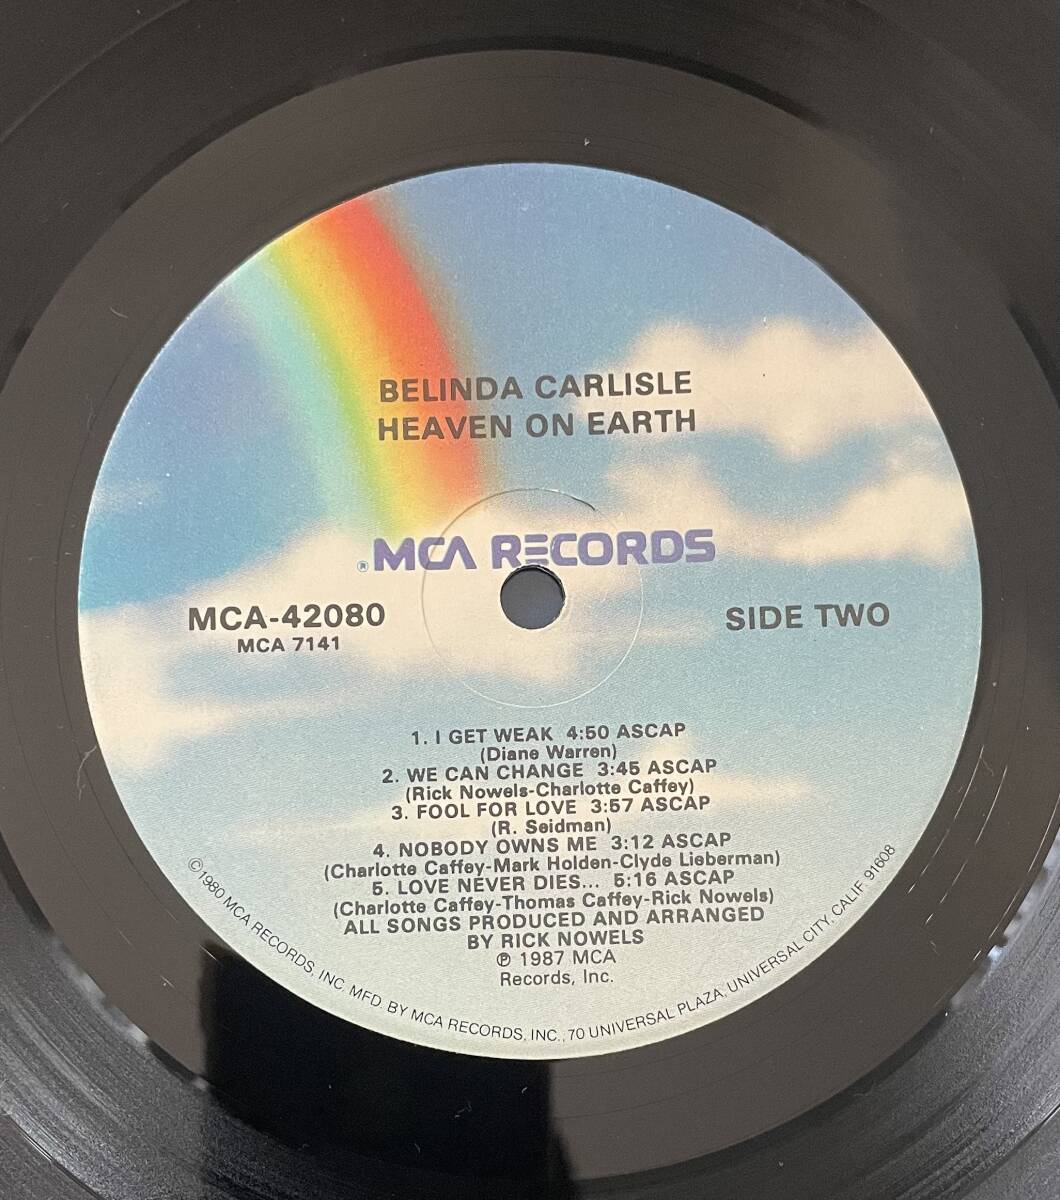 BELINDA CARLISLE
HEAVEN ON EARTH
® MCA RECORDS
MCA-42080
MCA 7141
SIDE TWO
1. I GET WEAK 4:50 ASCAP
(Diane Warren)
2. WE CAN CHANGE 3:45 ASCAP
(Rick Nowels-Charlotte Caffey)
3. FOOL FOR LOVE 3:57 ASCAP
(R. Seidman)
4. NOBODY OWNS ME 3:12 ASCAP
(Charlotte Caffey-Mark Holden-Clyde Lieberman)
5. LOVE NEVER DIES... 5:16 ASCAP
(Charlotte Caffey-Thomas Caffey-Rick Nowels)
ALL SONGS PRODUCED AND ARRANGED
BY RICK NOWELS
℗ 1987 MCA
Records, Inc.
©1980 MCA RECORDS, INC. MFD. BY MCA RECORDS, INC., 70 UNIVERSAL PLAZA, UNIVERSAL CITY, CALIF. 91608